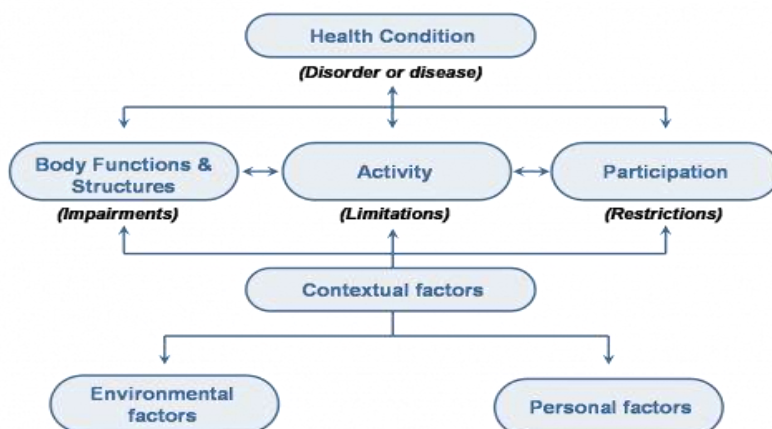 Health Condition
(Disorder or disease)
Body Functions &
Structures
Activity
Participation
(Impairments)
(Limitations)
(Restrictions)
Contextual factors
Environmental
factors
Personal factors